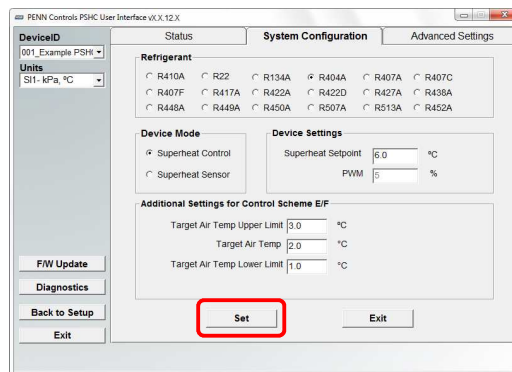 PENN Controls PSHC User Interface vX.X.12.X
DeviceID
001_Example PSH
Units
SI1- kPa, ºC
F/W Update
Diagnostics
Back to Setup
Exit
Status
System Configuration
Advanced Settings
Refrigerant
R410A R22 R134A R404A R407A R407C
R407F R417A R422A R422D R427A R438A
R448A R449A R450A R507A R513A R452A
Device Mode
Superheat Control
Superheat Sensor
Device Settings
Superheat Setpoint 6.0 ºC
PWM 5 %
Additional Settings for Control Scheme E/F
Target Air Temp Upper Limit 3.0 ºC
Target Air Temp 2.0 °C
Target Air Temp Lower Limit 1.0 °C
Set Exit